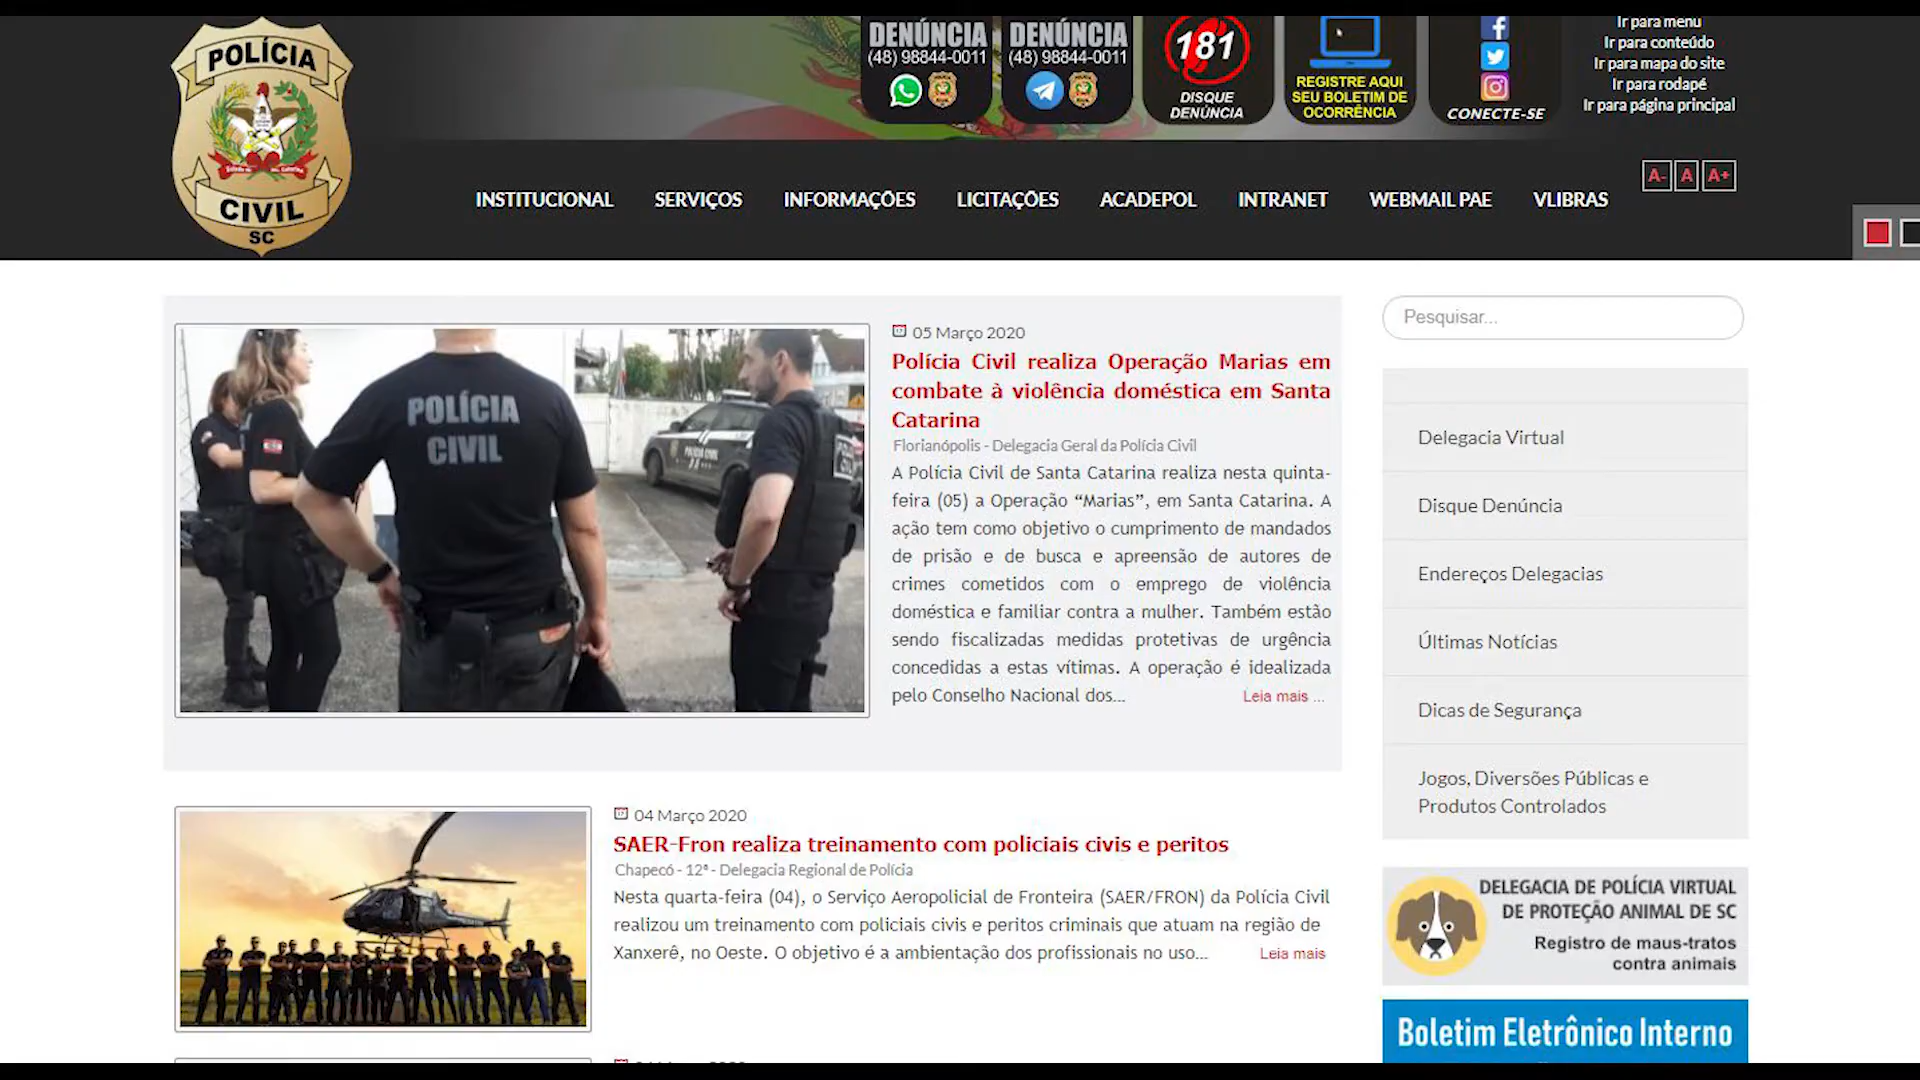 POLÍCIA
CIVIL
SC
DENÚNCIA
(48) 98844-0011
DENÚNCIA
(48) 98844-0011
181
DISQUE
DENÚNCIA
REGISTRE AQUI
SEU BOLETIM DE
OCORRÊNCIA
CONECTE-SE
Ir para menu
Ir para conteúdo
Ir para mapa do site
Ir para rodapé
Ir para página principal
A- A A+
INSTITUCIONAL SERVIÇOS INFORMAÇÕES LICITAÇÕES ACADEPOL INTRANET WEBMAIL PAE VLIBRAS
POLÍCIA
CIVIL
05 Março 2020
Polícia Civil realiza Operação Marias em
combate à violência doméstica em Santa
Catarina
Florianópolis - Delegacia Geral da Polícia Civil
A Polícia Civil de Santa Catarina realiza nesta quinta-
feira (05) a Operação “Marias”, em Santa Catarina. A
ação tem como objetivo o cumprimento de mandados
de prisão e de busca e apreensão de autores de
crimes cometidos com o emprego de violência
doméstica e familiar contra a mulher. Também estão
sendo fiscalizadas medidas protetivas de urgência
concedidas a estas vítimas. A operação é idealizada
pelo Conselho Nacional dos...
Leia mais ...
04 Março 2020
SAER-Fron realiza treinamento com policiais civis e peritos
Chapecó - 12ª - Delegacia Regional de Polícia
Nesta quarta-feira (04), o Serviço Aeropolicial de Fronteira (SAER/FRON) da Polícia Civil
realizou um treinamento com policiais civis e peritos criminais que atuam na região de
Xanxerê, no Oeste. O objetivo é a ambientação dos profissionais no uso...
Leia mais
Pesquisar...
Delegacia Virtual
Disque Denúncia
Endereços Delegacias
Últimas Notícias
Dicas de Segurança
Jogos, Diversões Públicas e
Produtos Controlados
DELEGACIA DE POLÍCIA VIRTUAL
DE PROTEÇÃO ANIMAL DE SC
Registro de maus-tratos
contra animais
Boletim Eletrônico Interno